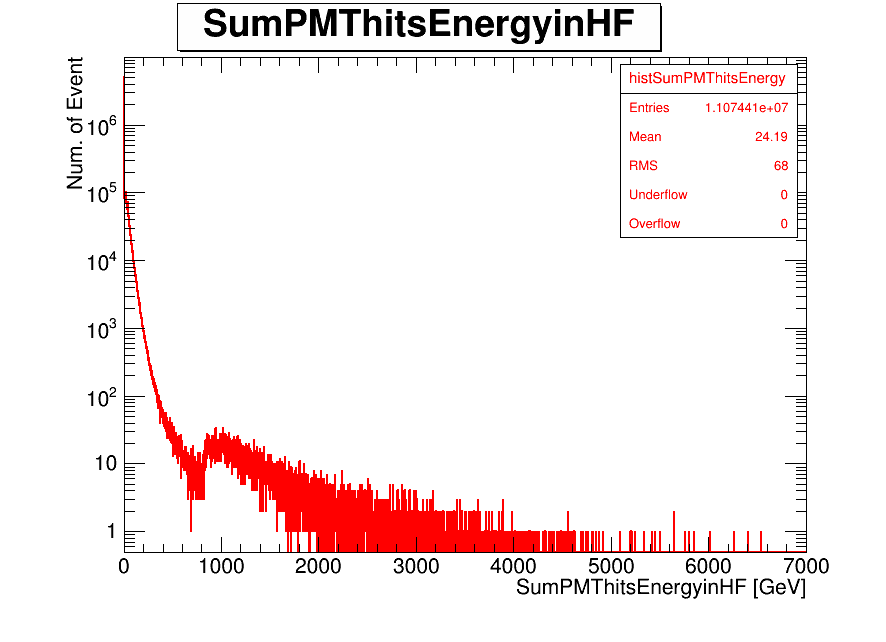 SumPMThitsEnergyinHF
histSumPMThitsEnergy
Entries 1.107441e+07
Mean 24.19
RMS 68
Underflow 0
Overflow 0
Num. of Event
10^6
10^5
10^4
10^3
10^2
10
1
0 1000 2000 3000 4000 5000 6000 7000
SumPMThitsEnergyinHF [GeV]